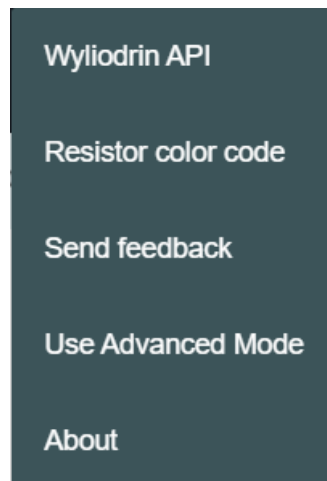 Wyliodrin API
Resistor color code
Send feedback
Use Advanced Mode
About